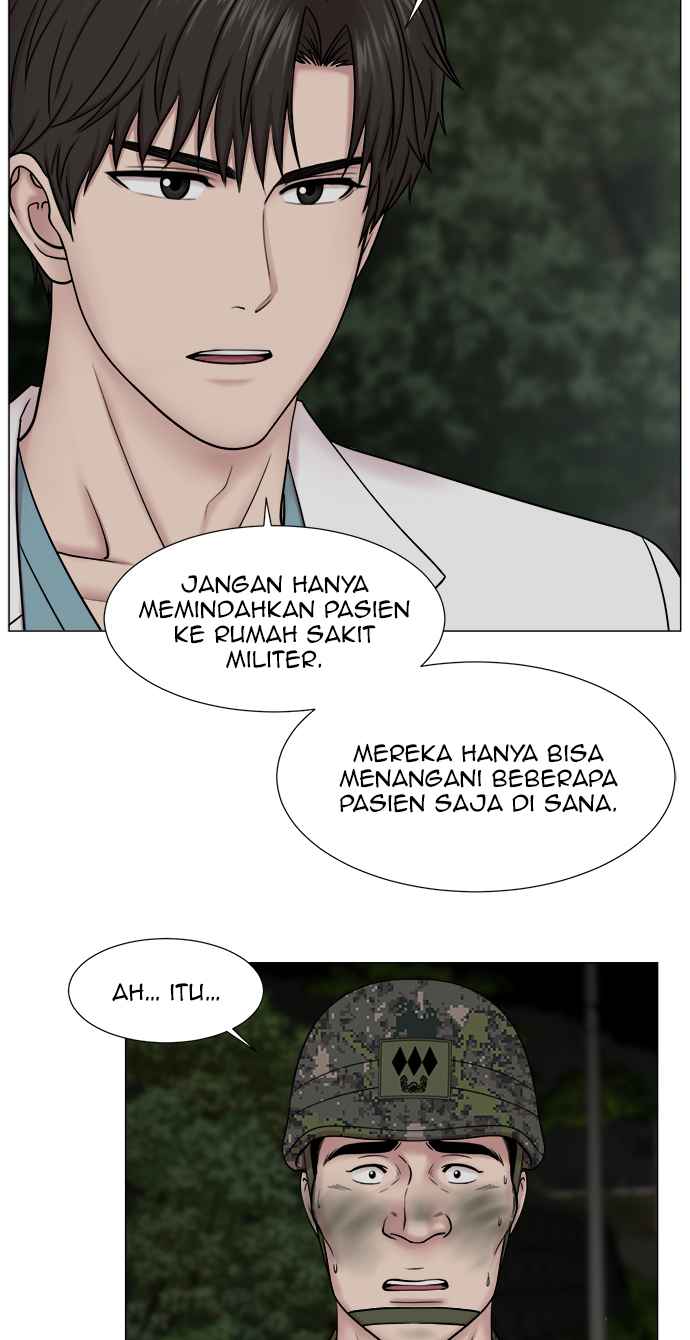 JANGAN HANYA
MEMINDAHKAN PASIEN
KE RUMAH SAKIT
MILITER.
MEREKA HANYA BISA
MENANGANI BEBERAPA
PASIEN SAJA DI SANA.
AH... ITU...